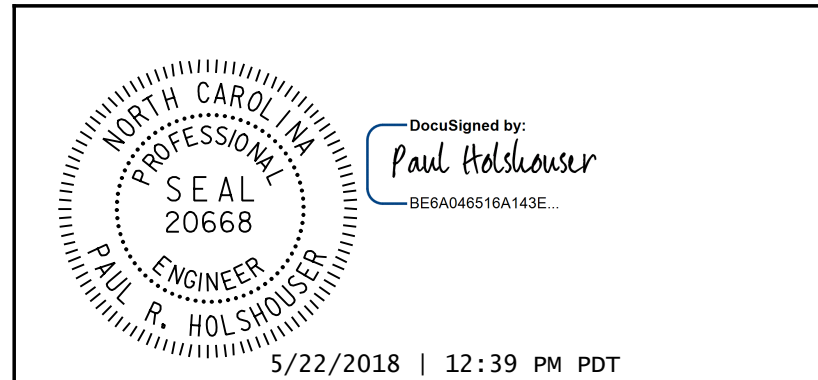 NORTH CAROLINA
PROFESSIONAL
SEAL
20668
ENGINEER
PAUL R. HOLSHOUSER
DocuSigned by:
Paul Holshouser
BE6A046516A143E...
5/22/2018 | 12:39 PM PDT